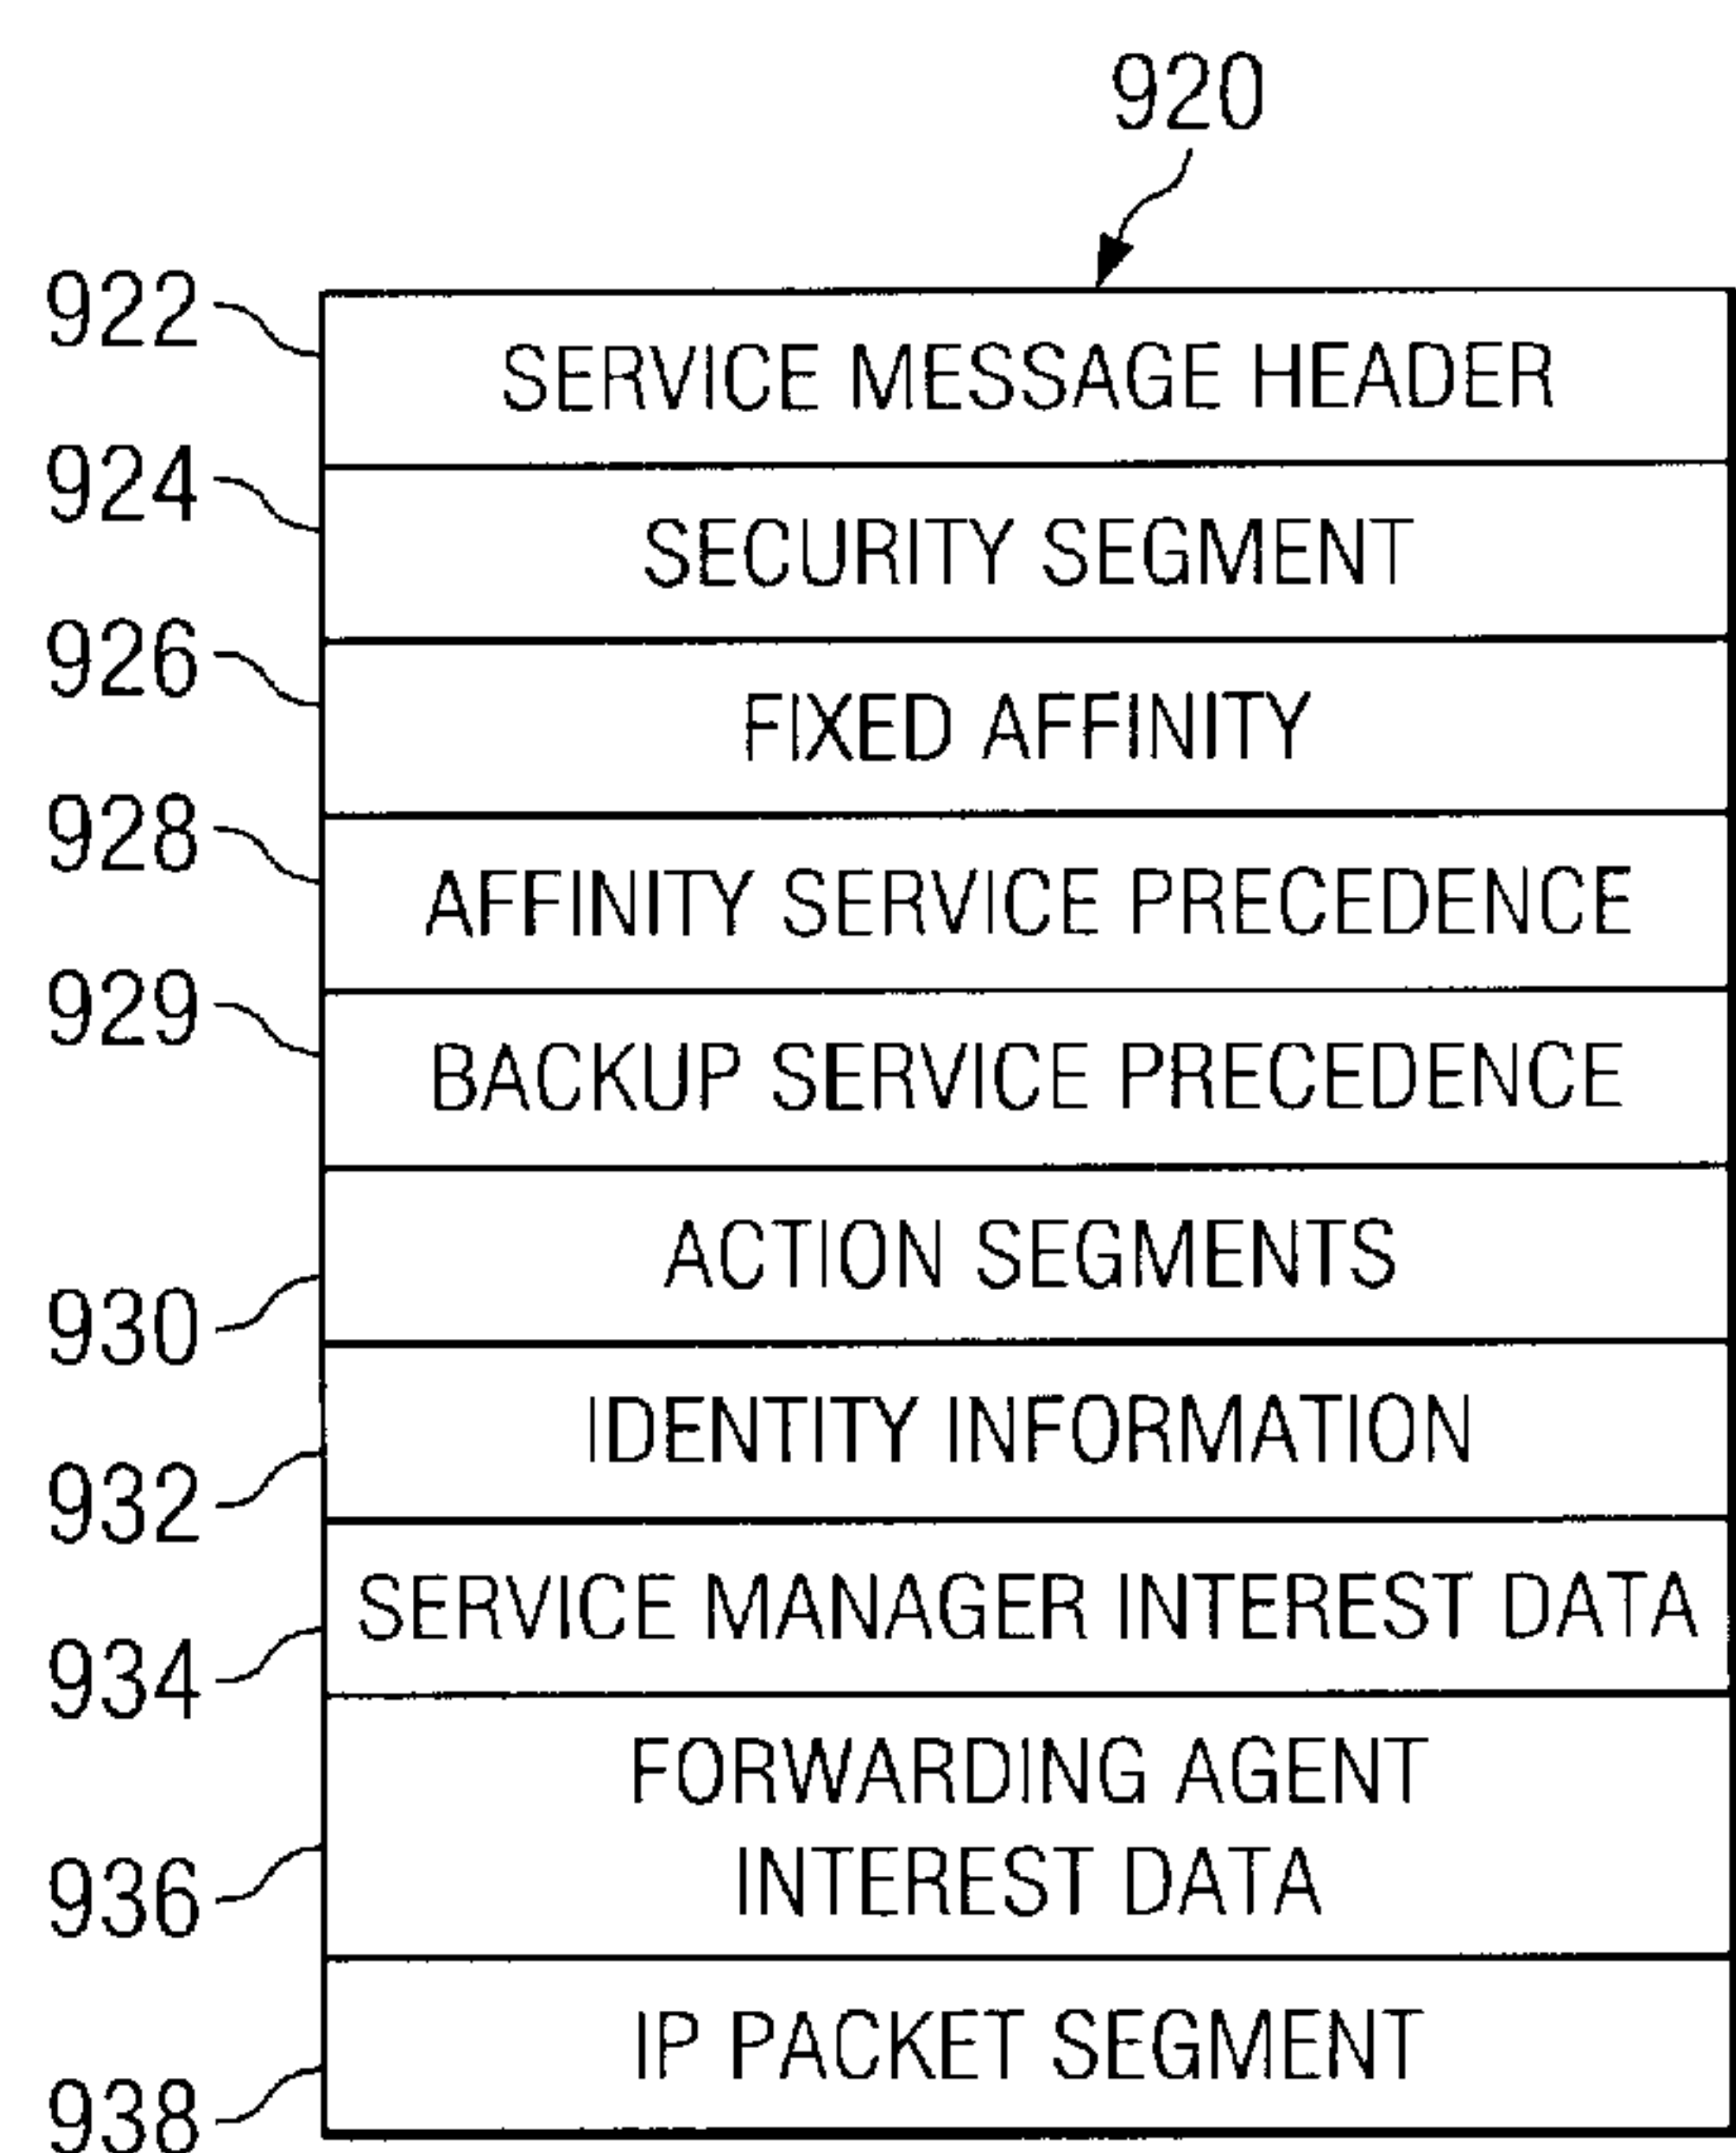 920
922 SERVICE MESSAGE HEADER
924 SECURITY SEGMENT
926 FIXED AFFINITY
928 AFFINITY SERVICE PRECEDENCE
929 BACKUP SERVICE PRECEDENCE
930 ACTION SEGMENTS
932 IDENTITY INFORMATION
934 SERVICE MANAGER INTEREST DATA
936 FORWARDING AGENT
INTEREST DATA
938 IP PACKET SEGMENT